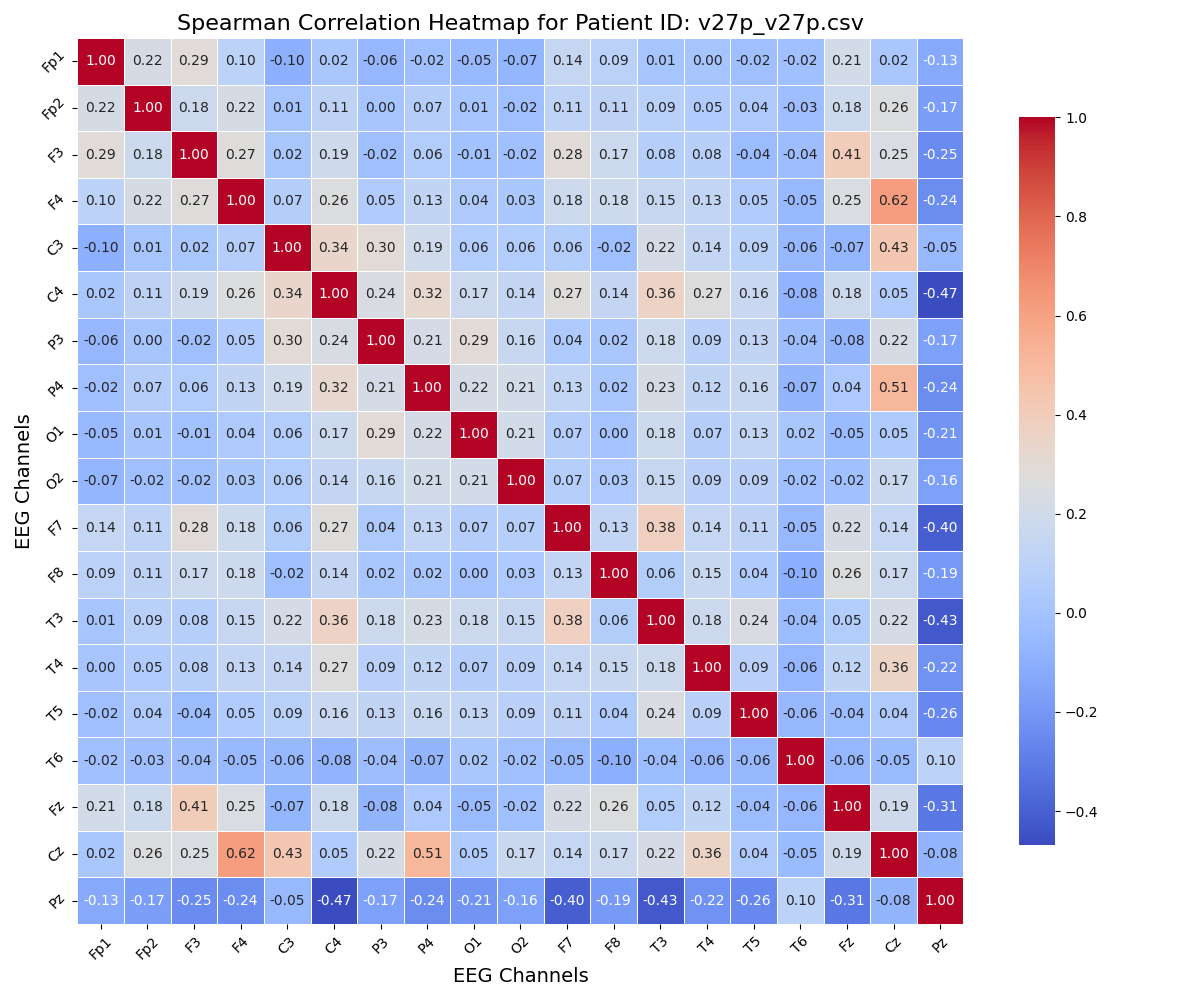 Spearman Correlation Heatmap for Patient ID: v27p_v27p.csv
Fp1 1.00 0.22 0.29 0.10 -0.10 0.02 -0.06 -0.02 -0.05 -0.07 0.14 0.09 0.01 0.00 -0.02 -0.02 0.21 0.02 -0.13
Fp2 0.22 1.00 0.18 0.22 0.01 0.11 0.00 0.07 0.01 -0.02 0.11 0.11 0.09 0.05 0.04 -0.03 0.18 0.26 -0.17
F3 0.29 0.18 1.00 0.27 0.02 0.19 -0.02 0.06 -0.01 -0.02 0.28 0.17 0.08 0.08 -0.04 -0.04 0.41 0.25 -0.25
F4 0.10 0.22 0.27 1.00 0.07 0.26 0.05 0.13 0.04 0.03 0.18 0.18 0.15 0.13 0.05 -0.05 0.25 0.62 -0.24
C3 -0.10 0.01 0.02 0.07 1.00 0.34 0.30 0.19 0.06 0.06 0.06 -0.02 0.22 0.14 0.09 -0.06 -0.07 0.43 -0.05
C4 0.02 0.11 0.19 0.26 0.34 1.00 0.24 0.32 0.17 0.14 0.27 0.14 0.36 0.27 0.16 -0.08 0.18 0.05 -0.47
P3 -0.06 0.00 -0.02 0.05 0.30 0.24 1.00 0.21 0.29 0.16 0.04 0.02 0.18 0.09 0.13 -0.04 -0.08 0.22 -0.17
P4 -0.02 0.07 0.06 0.13 0.19 0.32 0.21 1.00 0.22 0.21 0.13 0.02 0.23 0.12 0.16 -0.07 0.04 0.51 -0.24
O1 -0.05 0.01 -0.01 0.04 0.06 0.17 0.29 0.22 1.00 0.21 0.07 0.00 0.18 0.07 0.13 0.02 -0.05 0.05 -0.21
O2 -0.07 -0.02 -0.02 0.03 0.06 0.14 0.16 0.21 0.21 1.00 0.07 0.03 0.15 0.09 0.09 -0.02 -0.02 0.17 -0.16
F7 0.14 0.11 0.28 0.18 0.06 0.27 0.04 0.13 0.07 0.07 1.00 0.13 0.38 0.14 0.11 -0.05 0.22 0.14 -0.40
F8 0.09 0.11 0.17 0.18 -0.02 0.14 0.02 0.02 0.00 0.03 0.13 1.00 0.06 0.15 0.04 -0.10 0.26 0.17 -0.19
T3 0.01 0.09 0.08 0.15 0.22 0.36 0.18 0.23 0.18 0.15 0.38 0.06 1.00 0.18 0.24 -0.04 0.05 0.22 -0.43
T4 0.00 0.05 0.08 0.13 0.14 0.27 0.09 0.12 0.07 0.09 0.14 0.15 0.18 1.00 0.09 -0.06 0.12 0.36 -0.22
T5 -0.02 0.04 -0.04 0.05 0.09 0.16 0.13 0.16 0.13 0.09 0.11 0.04 0.24 0.09 1.00 -0.06 -0.04 0.04 -0.26
T6 -0.02 -0.03 -0.04 -0.05 -0.06 -0.08 -0.04 -0.07 0.02 -0.02 -0.05 -0.10 -0.04 -0.06 -0.06 1.00 -0.06 -0.05 0.10
Fz 0.21 0.18 0.41 0.25 -0.07 0.18 -0.08 0.04 -0.05 -0.02 0.22 0.26 0.05 0.12 -0.04 -0.06 1.00 0.19 -0.31
Cz 0.02 0.26 0.25 0.62 0.43 0.05 0.22 0.51 0.05 0.17 0.14 0.17 0.22 0.36 0.04 -0.05 0.19 1.00 -0.08
Pz -0.13 -0.17 -0.25 -0.24 -0.05 -0.47 -0.17 -0.24 -0.21 -0.16 -0.40 -0.19 -0.43 -0.22 -0.26 0.10 -0.31 -0.08 1.00
Fp1 Fp2 F3 F4 C3 C4 P3 P4 O1 O2 F7 F8 T3 T4 T5 T6 Fz Cz Pz
EEG Channels
EEG Channels
1.0
0.8
0.6
0.4
0.2
0.0
−0.2
−0.4